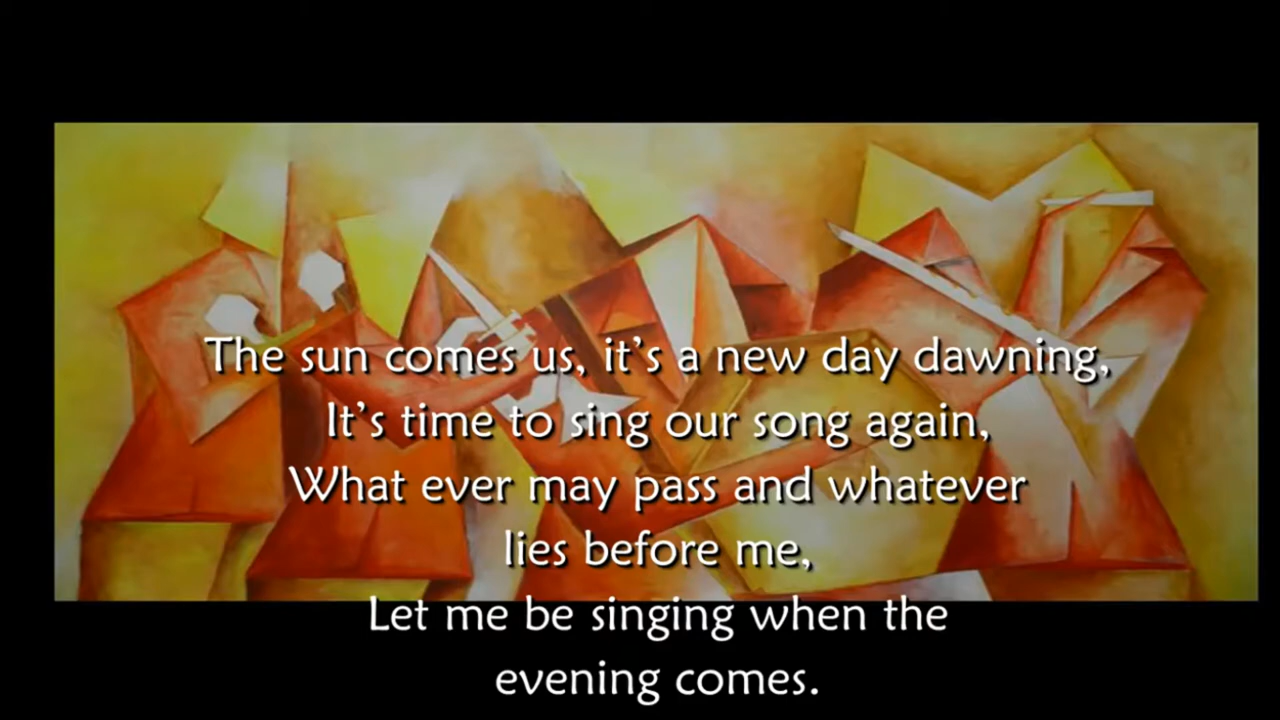 The sun comes us, it's a new day dawning,
It's time to sing our song again,
What ever may pass and whatever
lies before me,
Let me be singing when the
evening comes.